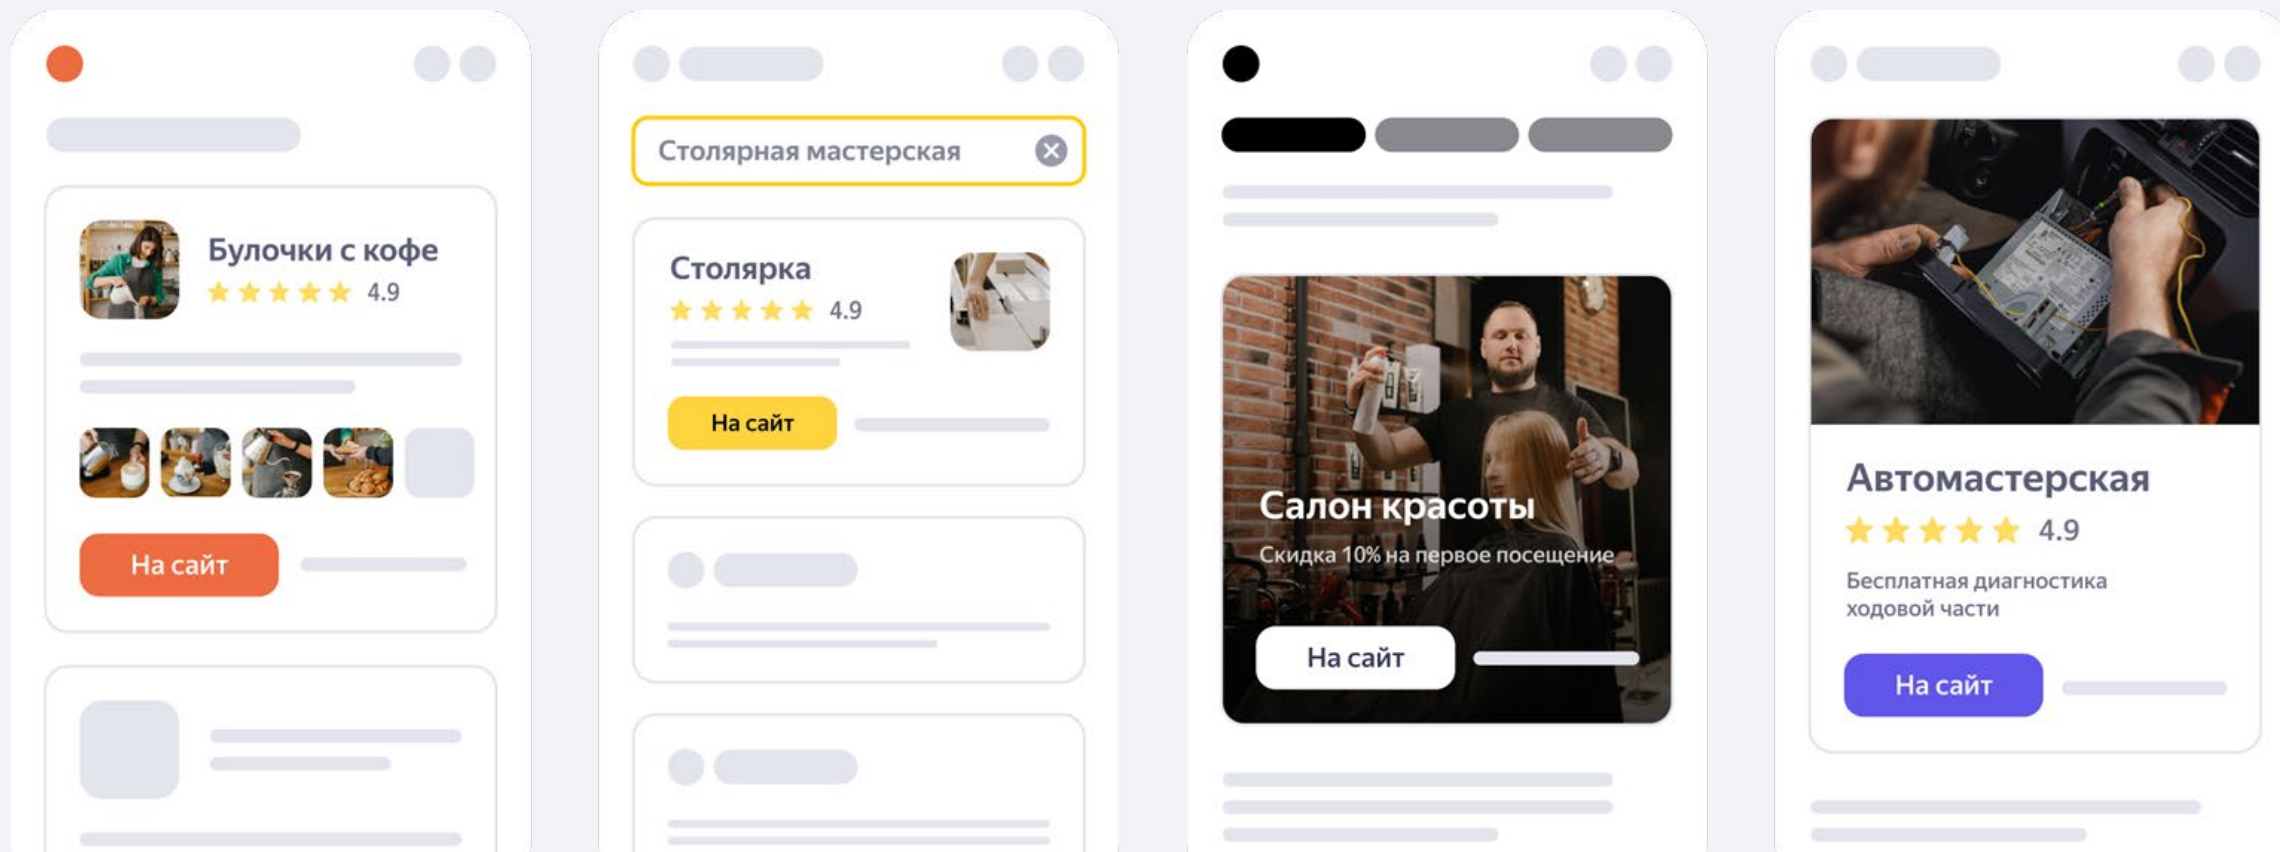 Булочки с кофе
4.9
На сайт
Столярная мастерская
Столярка
4.9
На сайт
Салон красоты
Скидка 10% на первое посещение
На сайт
Автомастерская
4.9
Бесплатная диагностика
ходовой части
На сайт